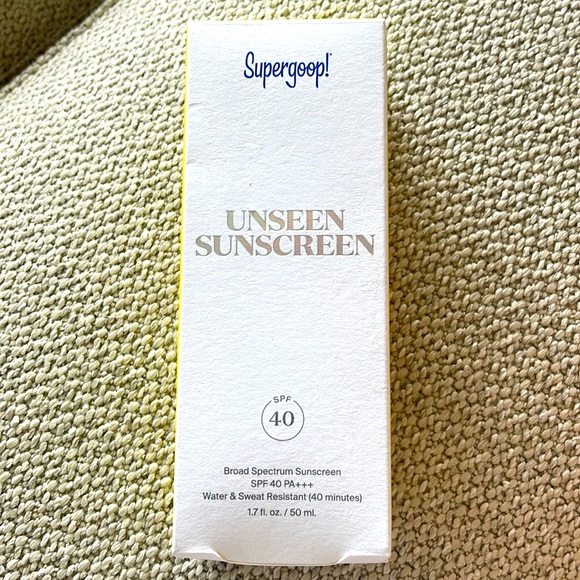 Supergoop!
UNSEEN
SUNSCREEN
SPF
40
Broad Spectrum Sunscreen
SPF 40 PA+++
Water & Sweat Resistant (40 minutes)
1.7 fl. oz. / 50 ml.